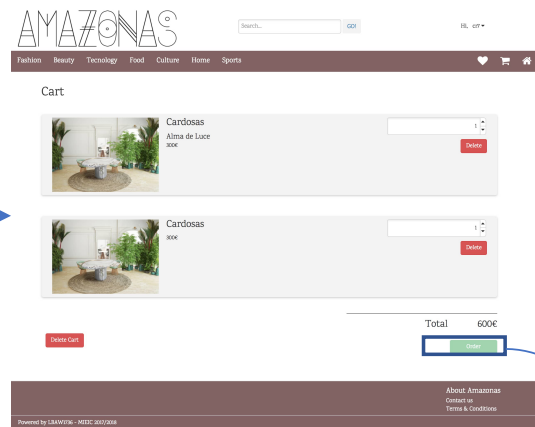 AMAZONAS
Search... GO!
Hi,
Fashion Beauty Tecnology Food Culture Home Sports
Cart
Cardosas
Alma de Luce
300€
1
Delete
Cardosas
300€
1
Delete
Total 600€
Delete Cart
Order
About Amazonas
Contact us
Terms & Conditions
Powered by LBAW1736 - MIEIC 2017/2018